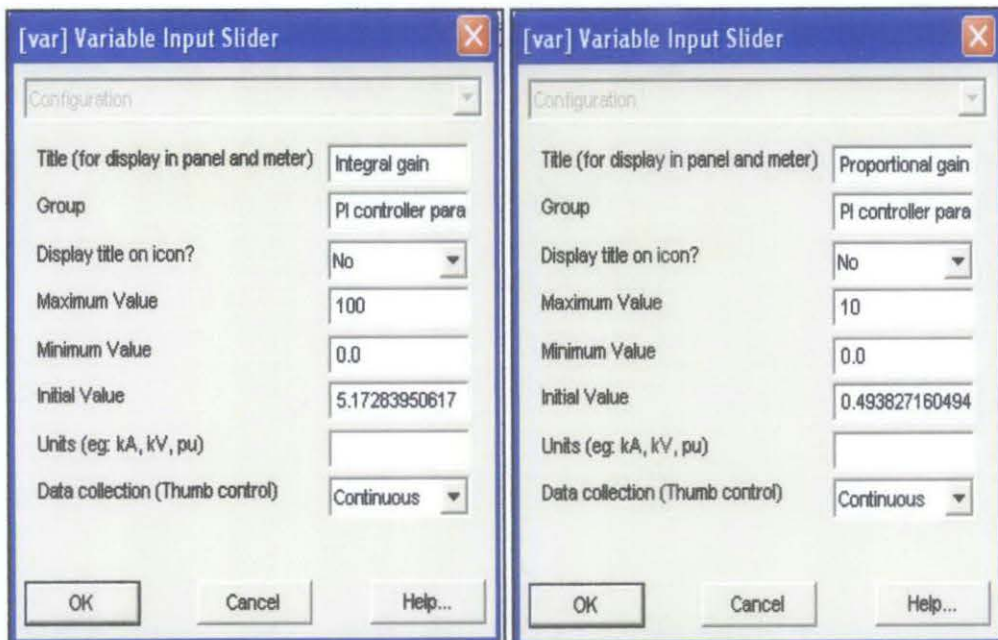 [var] Variable Input Slider
Configuration
Title (for display in panel and meter) Integral gain
Group PI controller para
Display title on icon? No
Maximum Value 100
Minimum Value 0.0
Initial Value 5.17283950617
Units (eg: kA, kV, pu)
Data collection (Thumb control) Continuous
OK Cancel Help...
[var] Variable Input Slider
Configuration
Title (for display in panel and meter) Proportional gain
Group PI controller para
Display title on icon? No
Maximum Value 10
Minimum Value 0.0
Initial Value 0.493827160494
Units (eg: kA, kV, pu)
Data collection (Thumb control) Continuous
OK Cancel Help...